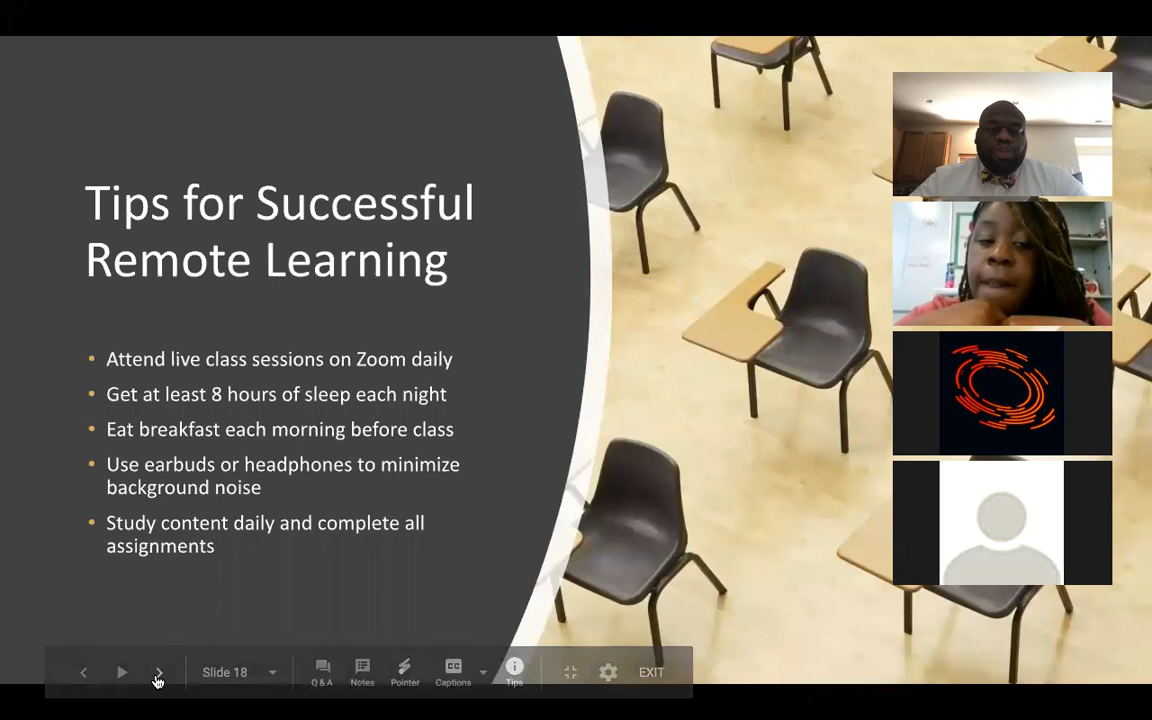 Tips for Successful
Remote Learning
• Attend live class sessions on Zoom daily
• Get at least 8 hours of sleep each night
• Eat breakfast each morning before class
• Use earbuds or headphones to minimize
background noise
• Study content daily and complete all
assignments
Slide 18
Q & A
Notes
Pointer
CC
Captions
Tips
EXIT